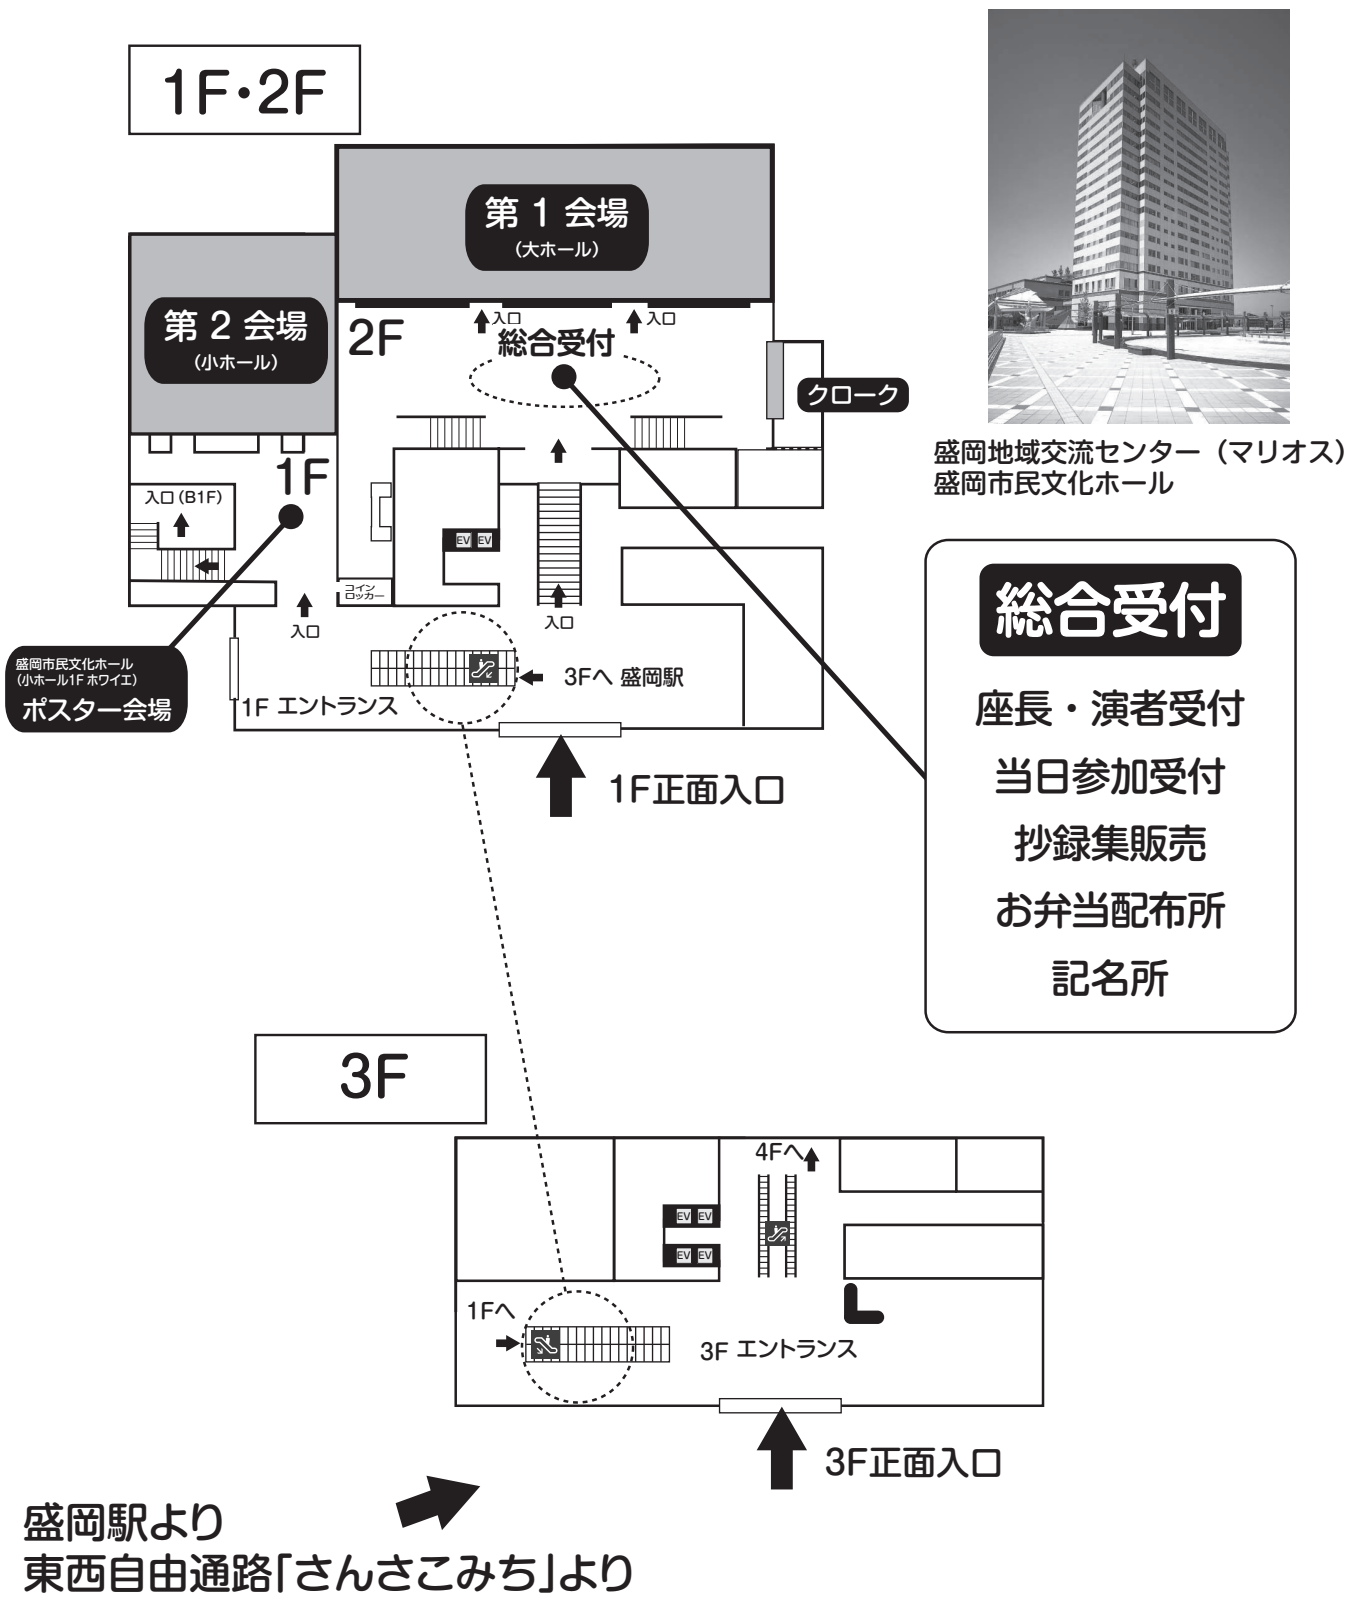 1F・2F
第 1 会場
(大ホール)
第 2 会場
(小ホール)
入口
入口
2F
総合受付
クローク
盛岡地域交流センター（マリオス）
盛岡市民文化ホール
1F
入口(B1F)
EV EV
コイン
ロッカー
入口
入口
盛岡市民文化ホール
(小ホール1F ホワイエ)
ポスター会場
3Fへ 盛岡駅
1F エントランス
1F正面入口
総合受付
座長・演者受付
当日参加受付
抄録集販売
お弁当配布所
記名所
3F
4Fへ
EV EV
EV EV
1Fへ
3F エントランス
3F正面入口
盛岡駅より
東西自由通路「さんさこみち」より